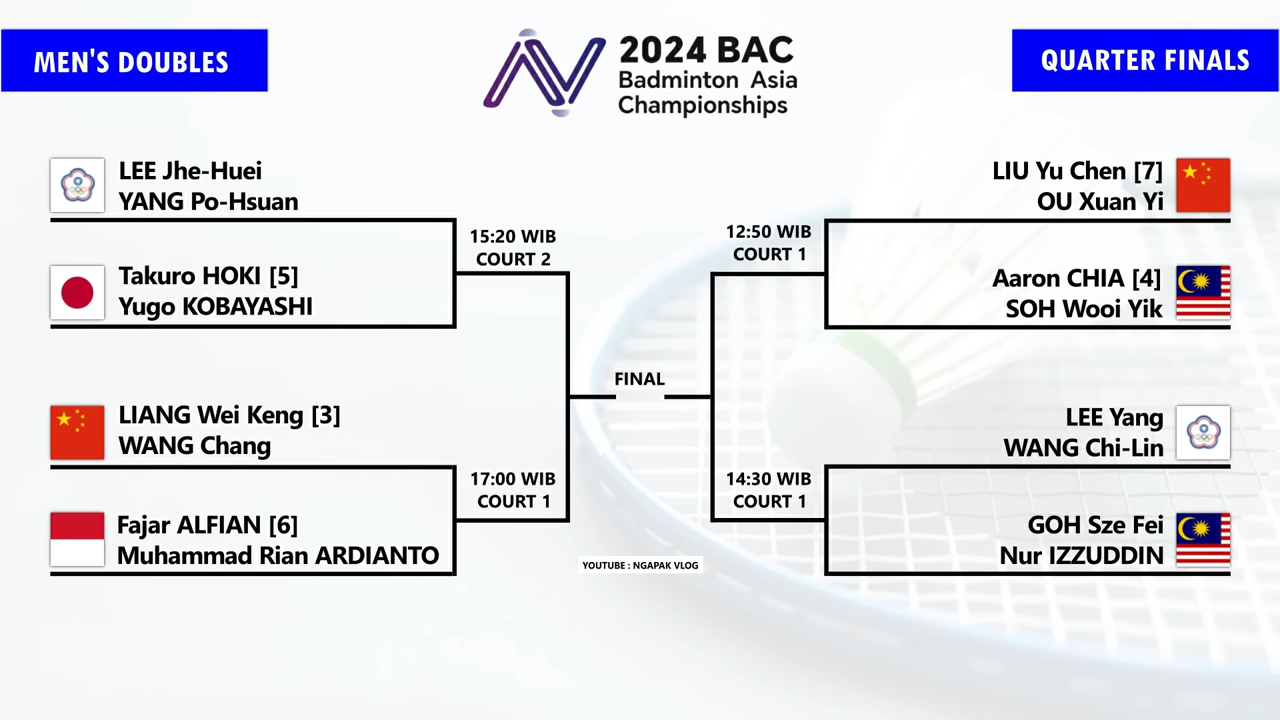 MEN'S DOUBLES
2024 BAC
Badminton Asia
Championships
QUARTER FINALS
LEE Jhe-Huei
YANG Po-Hsuan
15:20 WIB
COURT 2
Takuro HOKI [5]
Yugo KOBAYASHI
LIANG Wei Keng [3]
WANG Chang
17:00 WIB
COURT 1
Fajar ALFIAN [6]
Muhammad Rian ARDIANTO
FINAL
YOUTUBE : NGAPAK VLOG
LIU Yu Chen [7]
OU Xuan Yi
12:50 WIB
COURT 1
Aaron CHIA [4]
SOH Wooi Yik
LEE Yang
WANG Chi-Lin
14:30 WIB
COURT 1
GOH Sze Fei
Nur IZZUDDIN